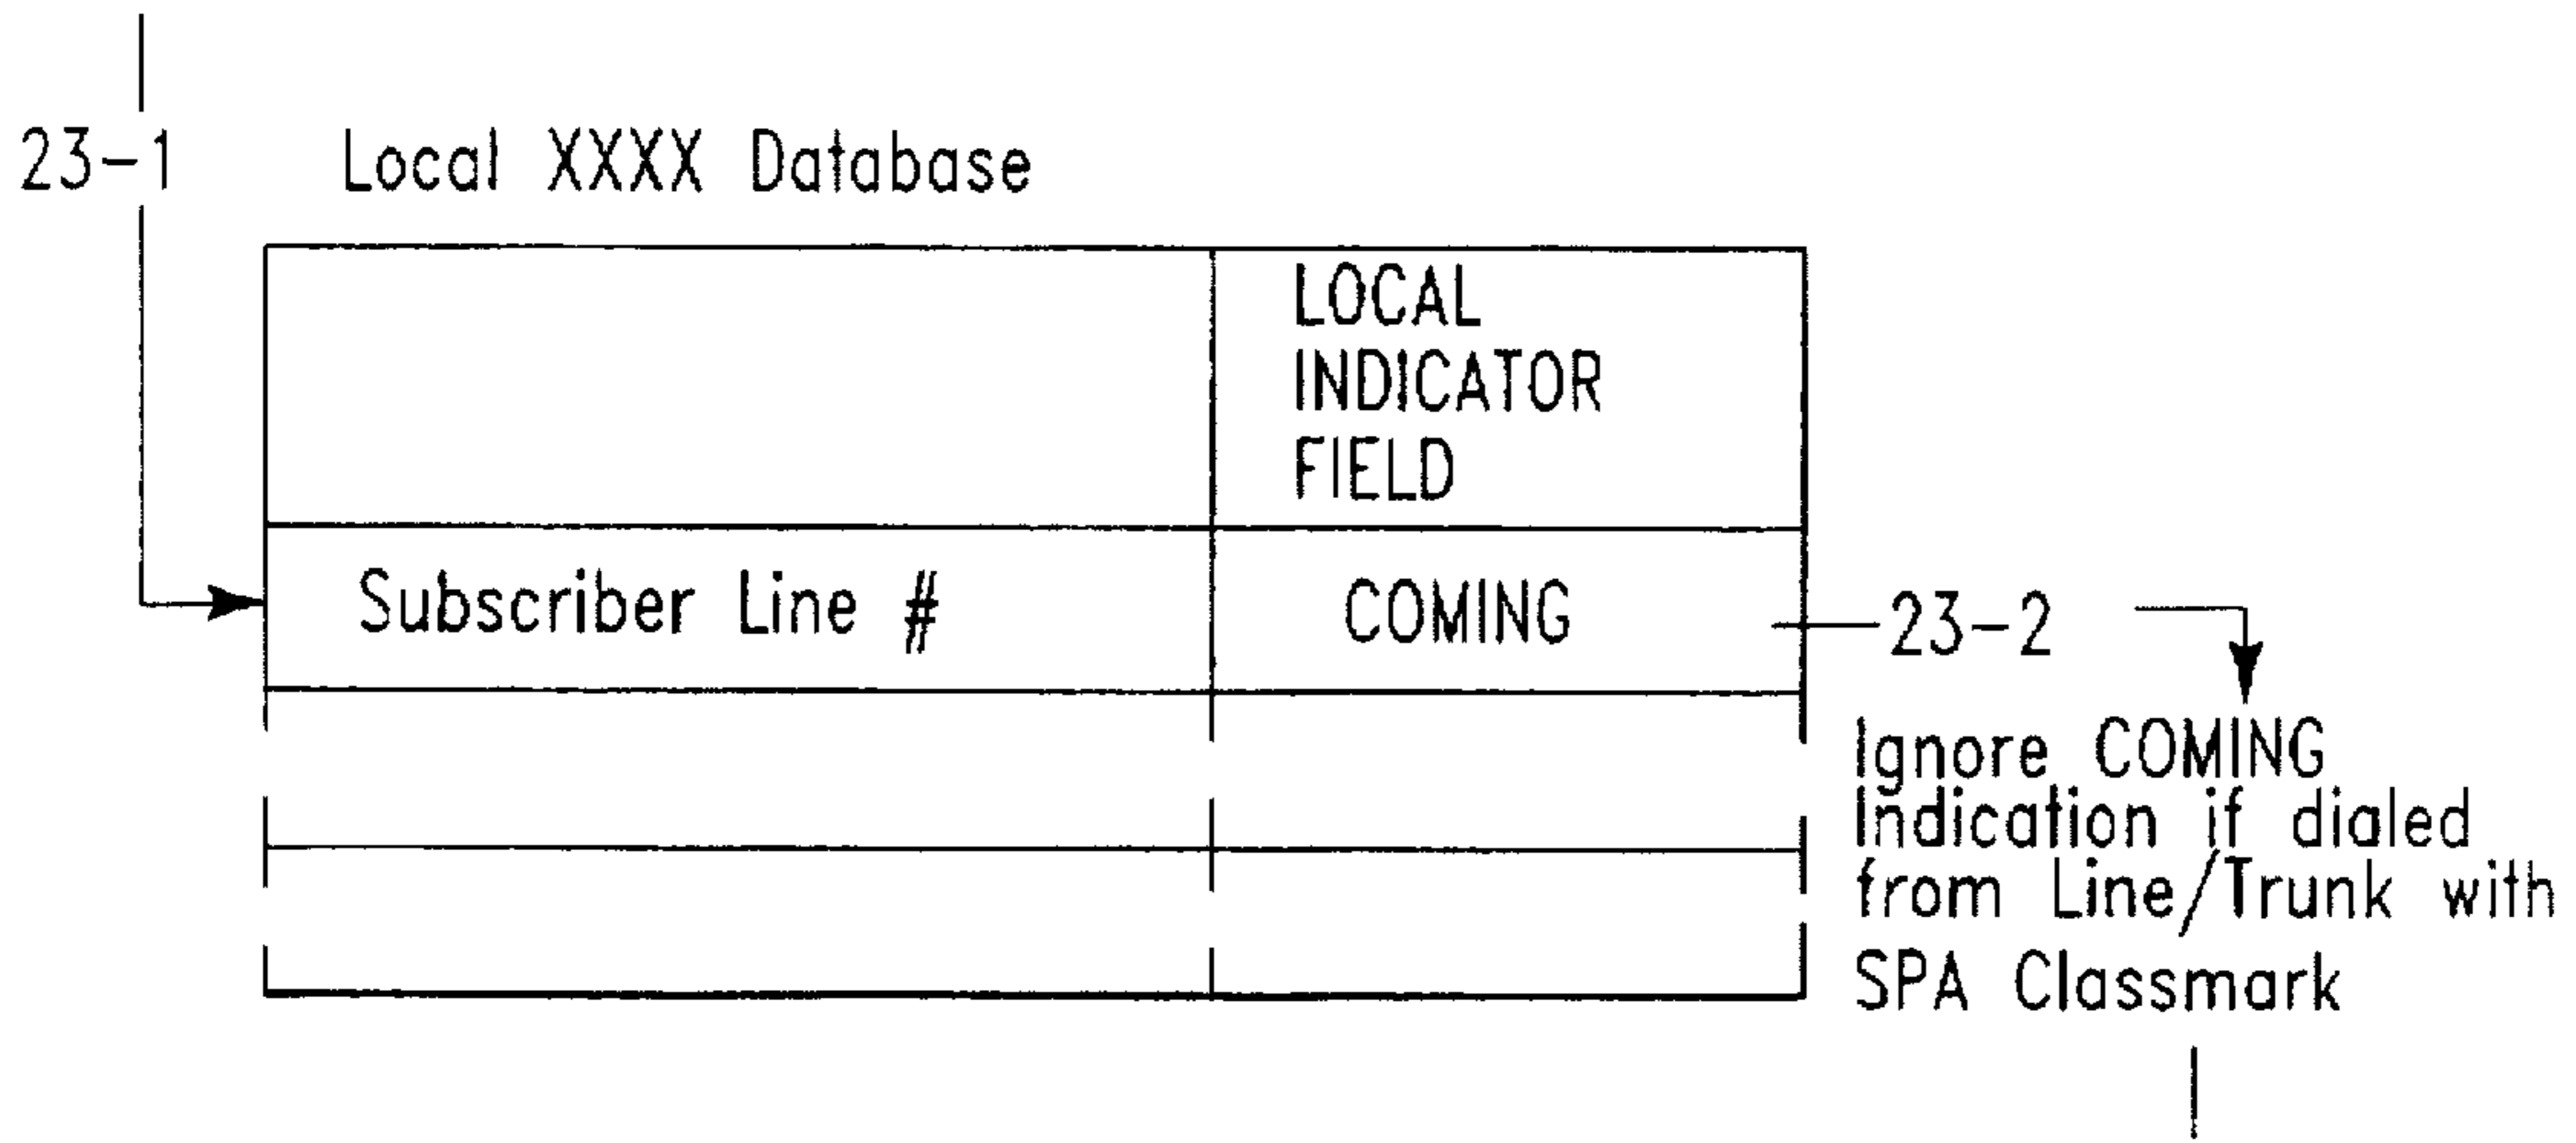 23-1 Local XXXX Database
LOCAL
INDICATOR
FIELD
Subscriber Line # COMING 23-2
Ignore COMING
Indication if dialed
from Line/Trunk with
SPA Classmark